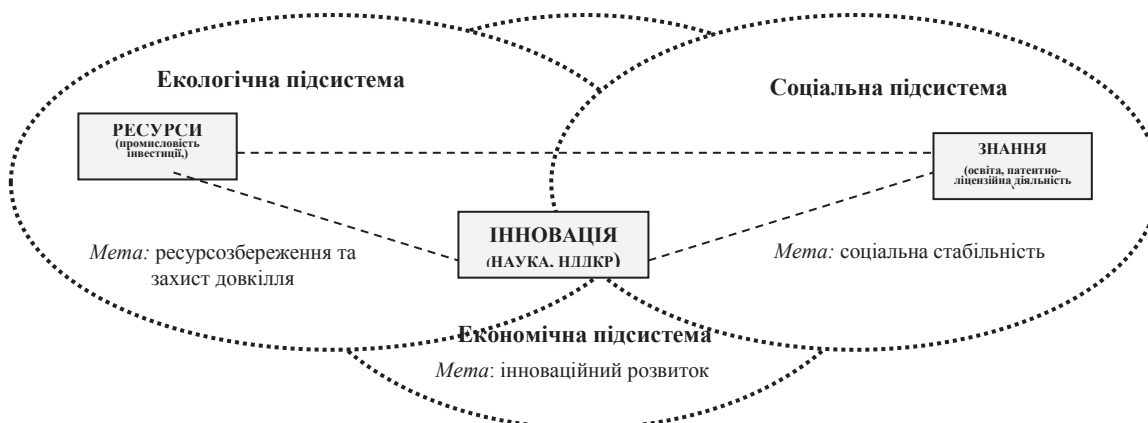 Екологічна підсистема
Соціальна підсистема
РЕСУРСИ
(промисловість
інвестиції,)
ЗНАННЯ
(освіта, патентно-
ліцензійна діяльність
ІННОВАЦІЯ
(НАУКА, НДДКР)
Мета: ресурсозбереження та
захист довкілля
Мета: соціальна стабільність
Економічна підсистема
Мета: інноваційний розвиток